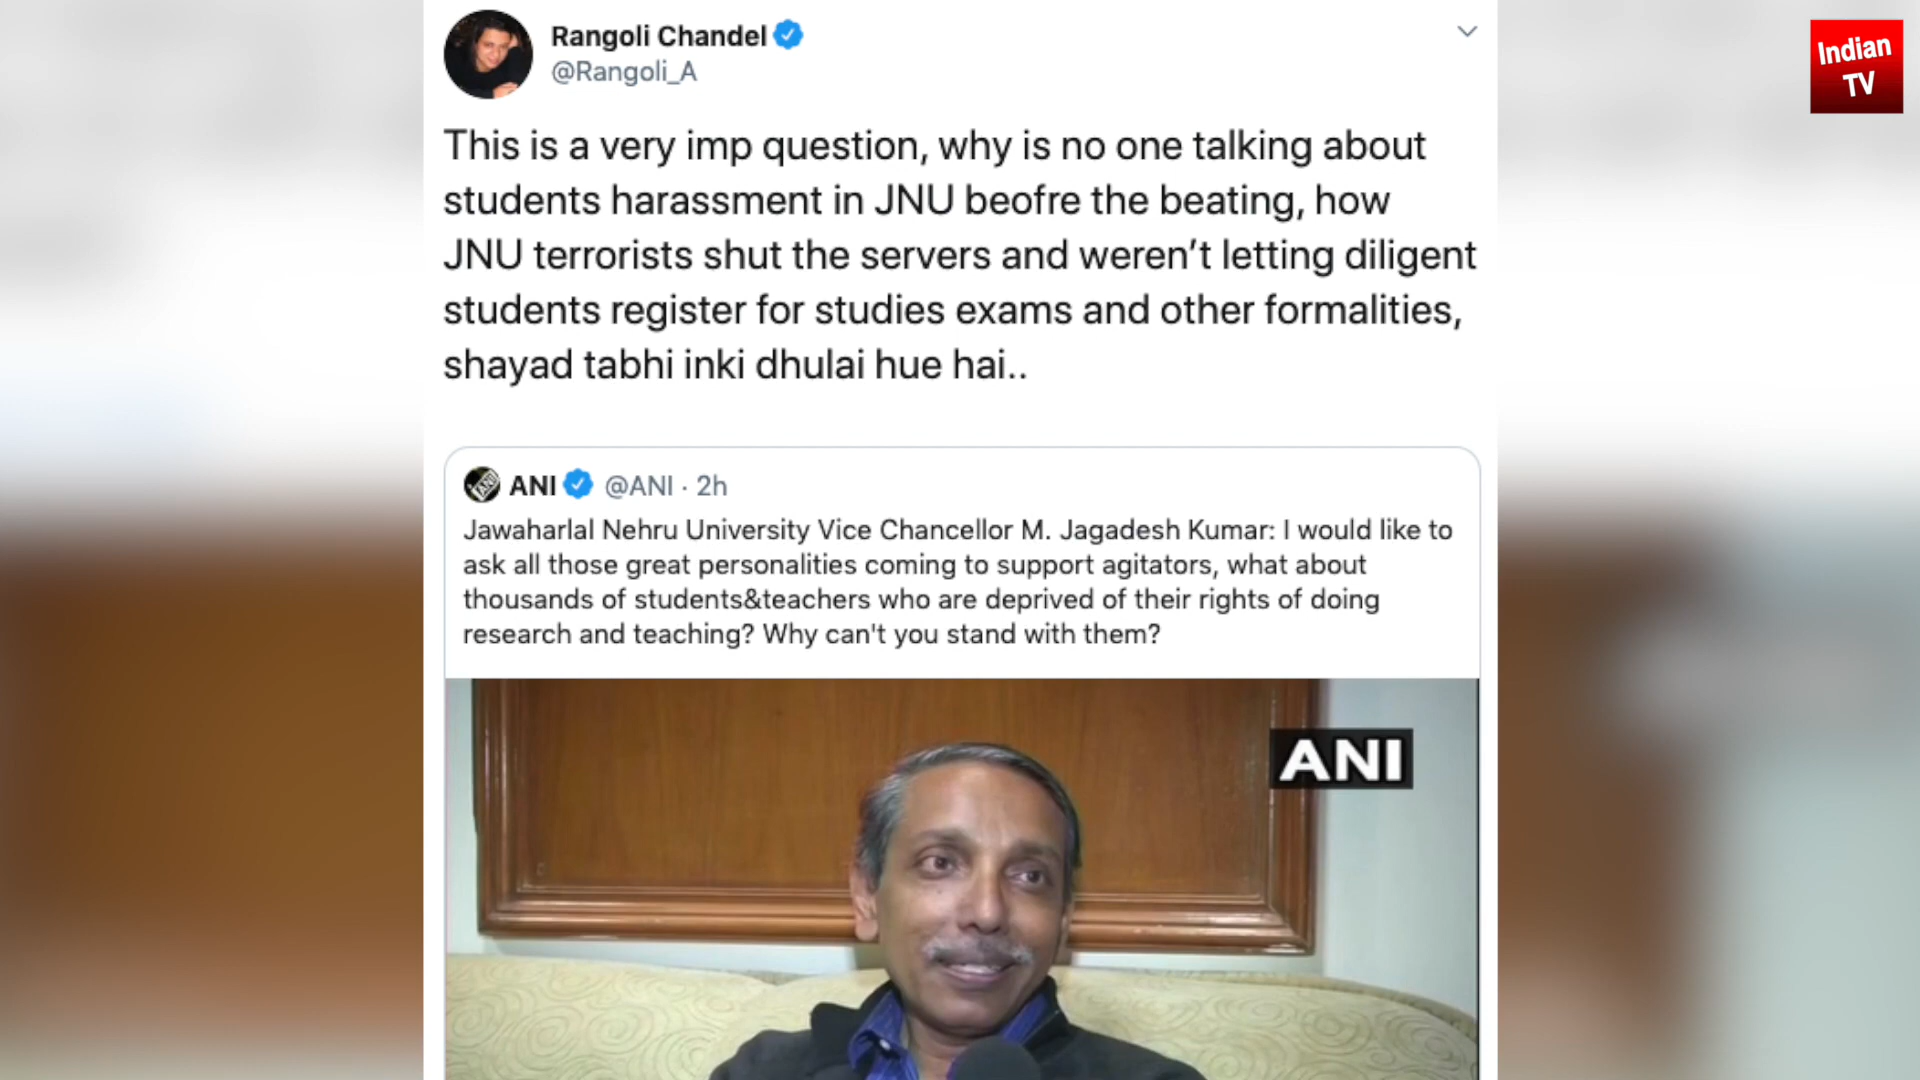 Rangoli Chandel
@Rangoli_A
This is a very imp question, why is no one talking about
students harassment in JNU beofre the beating, how
JNU terrorists shut the servers and weren’t letting diligent
students register for studies exams and other formalities,
shayad tabhi inki dhulai hue hai..
ANI @ANI · 2h
Jawaharlal Nehru University Vice Chancellor M. Jagadesh Kumar: I would like to
ask all those great personalities coming to support agitators, what about
thousands of students&teachers who are deprived of their rights of doing
research and teaching? Why can't you stand with them?
ANI
Indian
TV